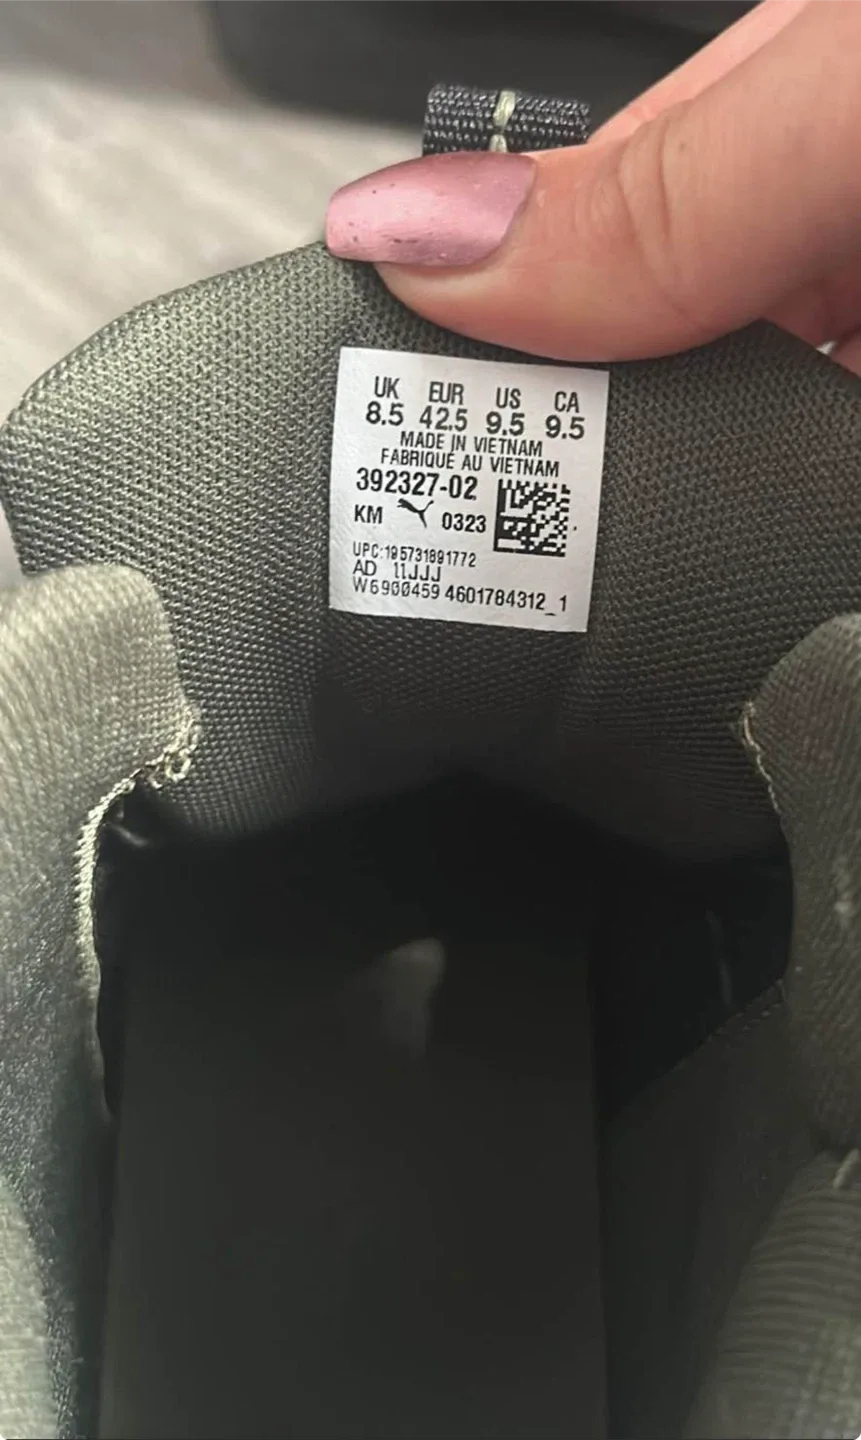 UK EUR US CA
8.5 42.5 9.5 9.5
MADE IN VIETNAM
FABRIQUÉ AU VIETNAM
392327-02
KM 0323
UPC:195731891772
AD 11JJJ
W6900459 4601784312_1